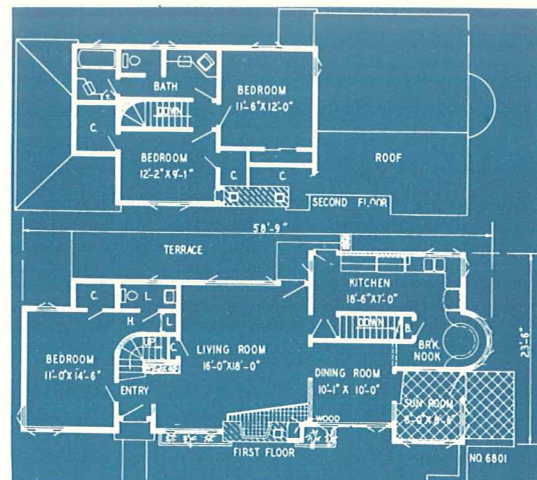 BATH
BEDROOM
11'-6"X12'-0"
DOWN
C.
BEDROOM
12'-2"X9'-1"
C.
C.
ROOF
SECOND FLOOR
58'-9"
TERRACE
KITCHEN
18'-6"X7'-0"
C.
L.
H.
L.
UP
C.
DOWN
B.
BR'K
NOOK
23'-6"
BEDROOM
11'-0"X14'-6"
LIVING ROOM
16'-0"X18'-0"
DINING ROOM
10'-1" X 10'-0"
ENTRY
SUN ROOM
WOOD
FIRST FLOOR
NO. 6801